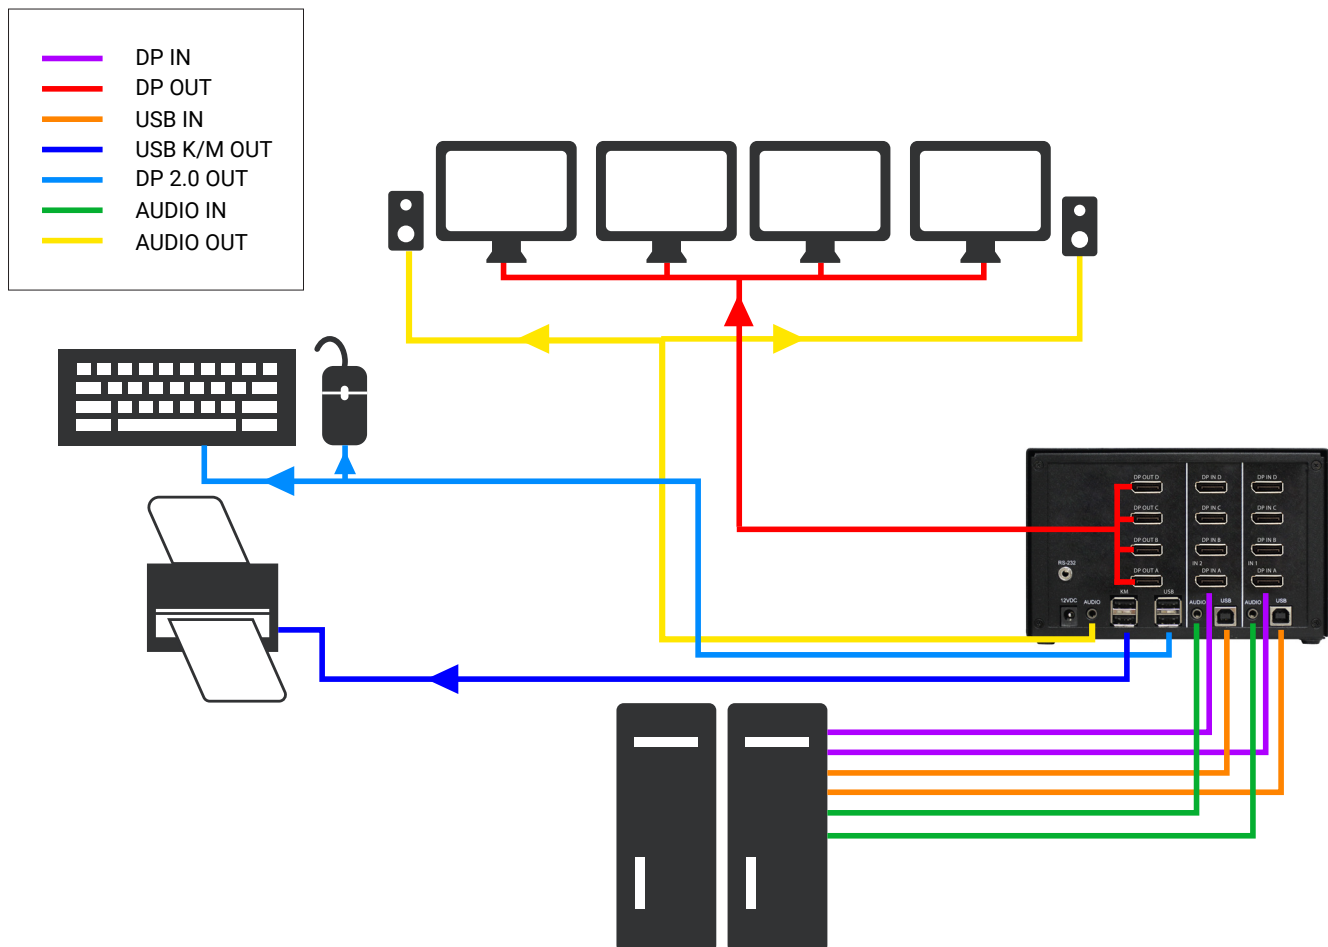 DP IN
DP OUT
USB IN
USB K/M OUT
DP 2.0 OUT
AUDIO IN
AUDIO OUT
DP OUT D
DP IN D
DP IN D
DP OUT C
DP IN C
DP IN C
DP OUT B
DP IN B
DP IN B
RS-232
IN 2
IN 1
DP OUT A
DP IN A
DP IN A
12VDC
AUDIO
KM
USB
AUDIO
USB
AUDIO
USB